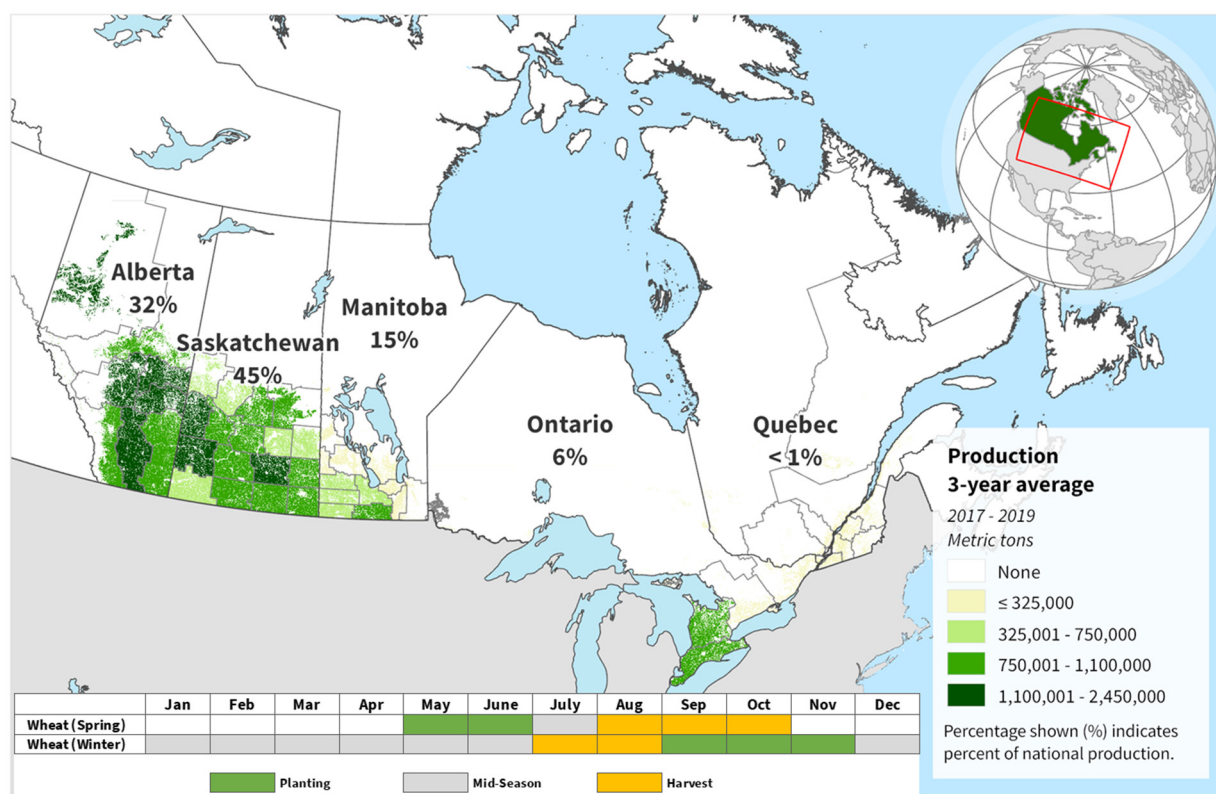 Alberta
32%
Saskatchewan
45%
Manitoba
15%
Ontario
6%
Quebec
< 1%
Production
3-year average
2017 - 2019
Metric tons
None
≤ 325,000
325,001 - 750,000
750,001 - 1,100,000
1,100,001 - 2,450,000
Percentage shown (%) indicates
percent of national production.
Jan Feb Mar Apr May June July Aug Sep Oct Nov Dec
Wheat (Spring)
Wheat (Winter)
Planting Mid-Season Harvest